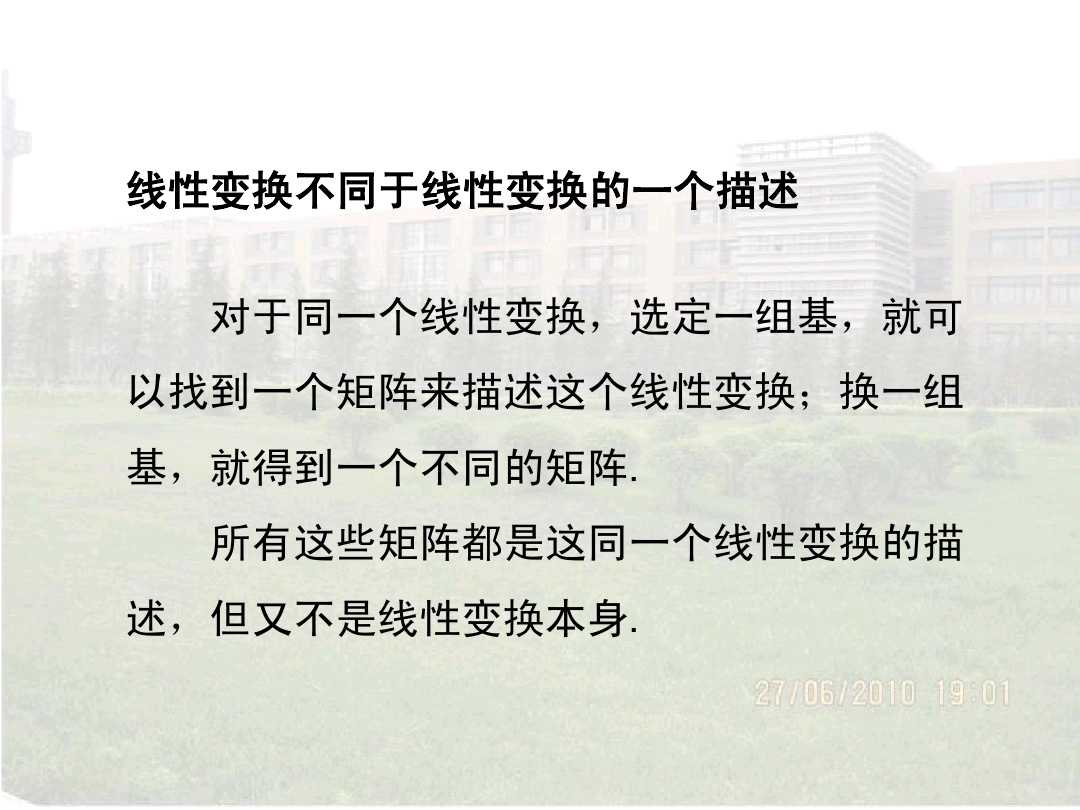 线性变换不同于线性变换的一个描述
对于同一个线性变换，选定一组基，就可
以找到一个矩阵来描述这个线性变换；换一组
基，就得到一个不同的矩阵.
所有这些矩阵都是这同一个线性变换的描
述，但又不是线性变换本身.
27/06/2010 19:01